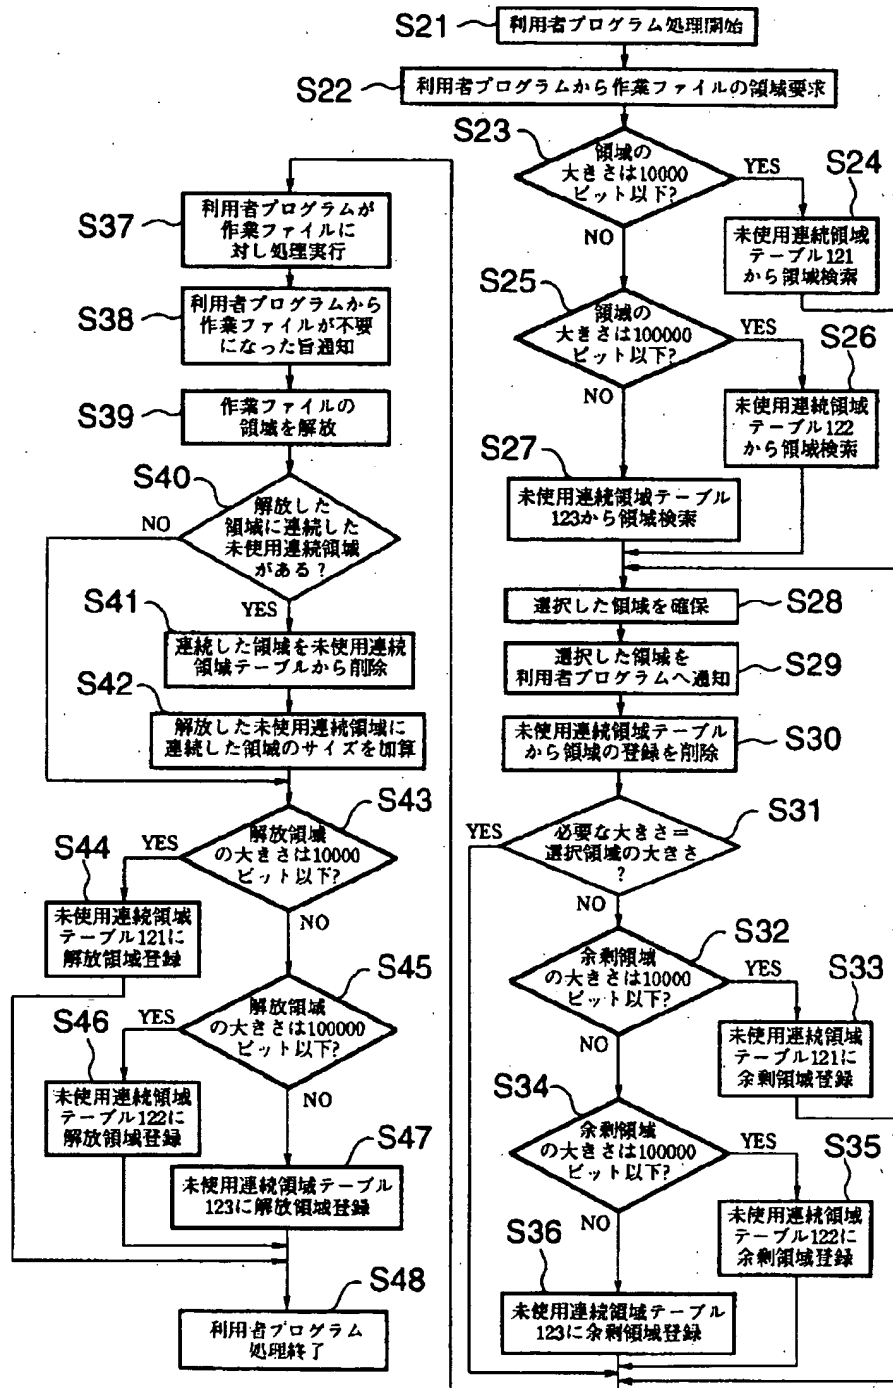 S21
利用者プログラム処理開始
S22
利用者プログラムから作業ファイルの領域要求
S23
領域の
大きさは10000
ビット以下?
YES
NO
S24
未使用連続領域
テーブル121
から領域検索
S25
領域の
大きさは100000
ビット以下?
YES
NO
S26
未使用連続領域
テーブル122
から領域検索
S27
未使用連続領域テーブル
123から領域検索
S28
選択した領域を確保
S29
選択した領域を
利用者プログラムへ通知
S30
未使用連続領域テーブル
から領域の登録を削除
S31
必要な大きさ=
選択領域の大きさ
?
YES
NO
S32
余剰領域
の大きさは10000
ビット以下?
YES
NO
S33
未使用連続領域
テーブル121に
余剰領域登録
S34
余剰領域
の大きさは100000
ビット以下?
YES
NO
S35
未使用連続領域
テーブル122に
余剰領域登録
S36
未使用連続領域テーブル
123に余剰領域登録
S37
利用者プログラムが
作業ファイルに
対し処理実行
S38
利用者プログラムから
作業ファイルが不要
になった旨通知
S39
作業ファイルの
領域を解放
S40
解放した
領域に連続した
未使用連続領域
がある?
NO
YES
S41
連続した領域を未使用連続
領域テーブルから削除
S42
解放した未使用連続領域に
連続した領域のサイズを加算
S43
解放領域
の大きさは10000
ビット以下?
YES
NO
S44
未使用連続領域
テーブル121に
解放領域登録
S45
解放領域
の大きさは100000
ビット以下?
YES
NO
S46
未使用連続領域
テーブル122に
解放領域登録
S47
未使用連続領域テーブル
123に解放領域登録
S48
利用者プログラム
処理終了